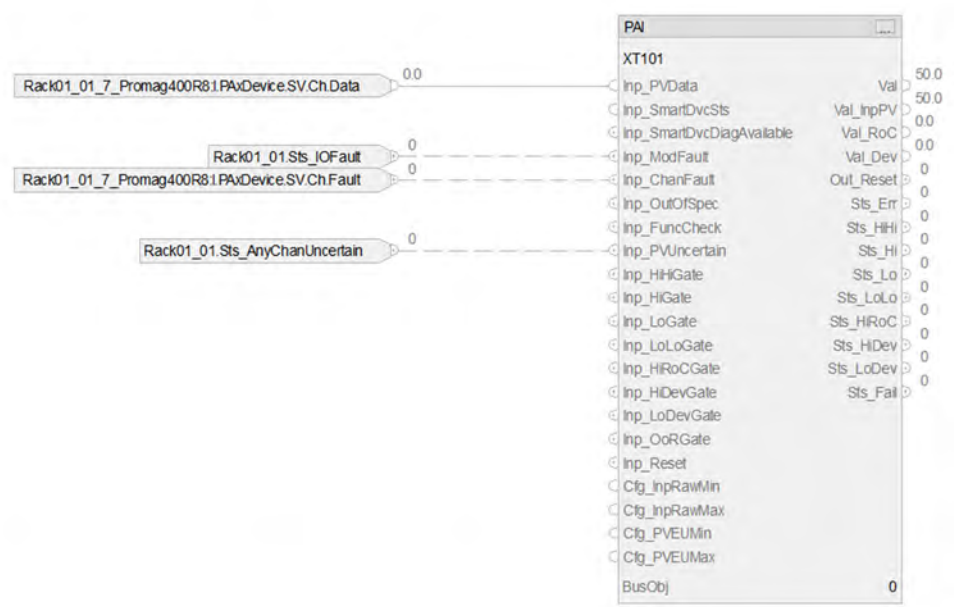 PAI ...
XT101
Rack01_01_7_Promag400R8:I.PAxDevice.SV.Ch.Data 0.0 Inp_PVData Val 50.0
Inp_SmartDvcSts Val_InpPV 50.0
Inp_SmartDvcDiagAvailable Val_RoC 0.0
Rack01_01.Sts_IOFault 0 Inp_ModFault Val_Dev 0.0
Rack01_01_7_Promag400R8:I.PAxDevice.SV.Ch.Fault 0 Inp_ChanFault Out_Reset 0
Inp_OutOfSpec Sts_Err 0
Inp_FuncCheck Sts_HiHi 0
Rack01_01.Sts_AnyChanUncertain 0 Inp_PVUncertain Sts_Hi 0
Inp_HiHiGate Sts_Lo 0
Inp_HiGate Sts_LoLo 0
Inp_LoGate Sts_HiRoC 0
Inp_LoLoGate Sts_HiDev 0
Inp_HiRoCGate Sts_LoDev 0
Inp_HiDevGate Sts_Fail 0
Inp_LoDevGate
Inp_OoRGate
Inp_Reset
Cfg_InpRawMin
Cfg_InpRawMax
Cfg_PVEUMin
Cfg_PVEUMax
BusObj 0